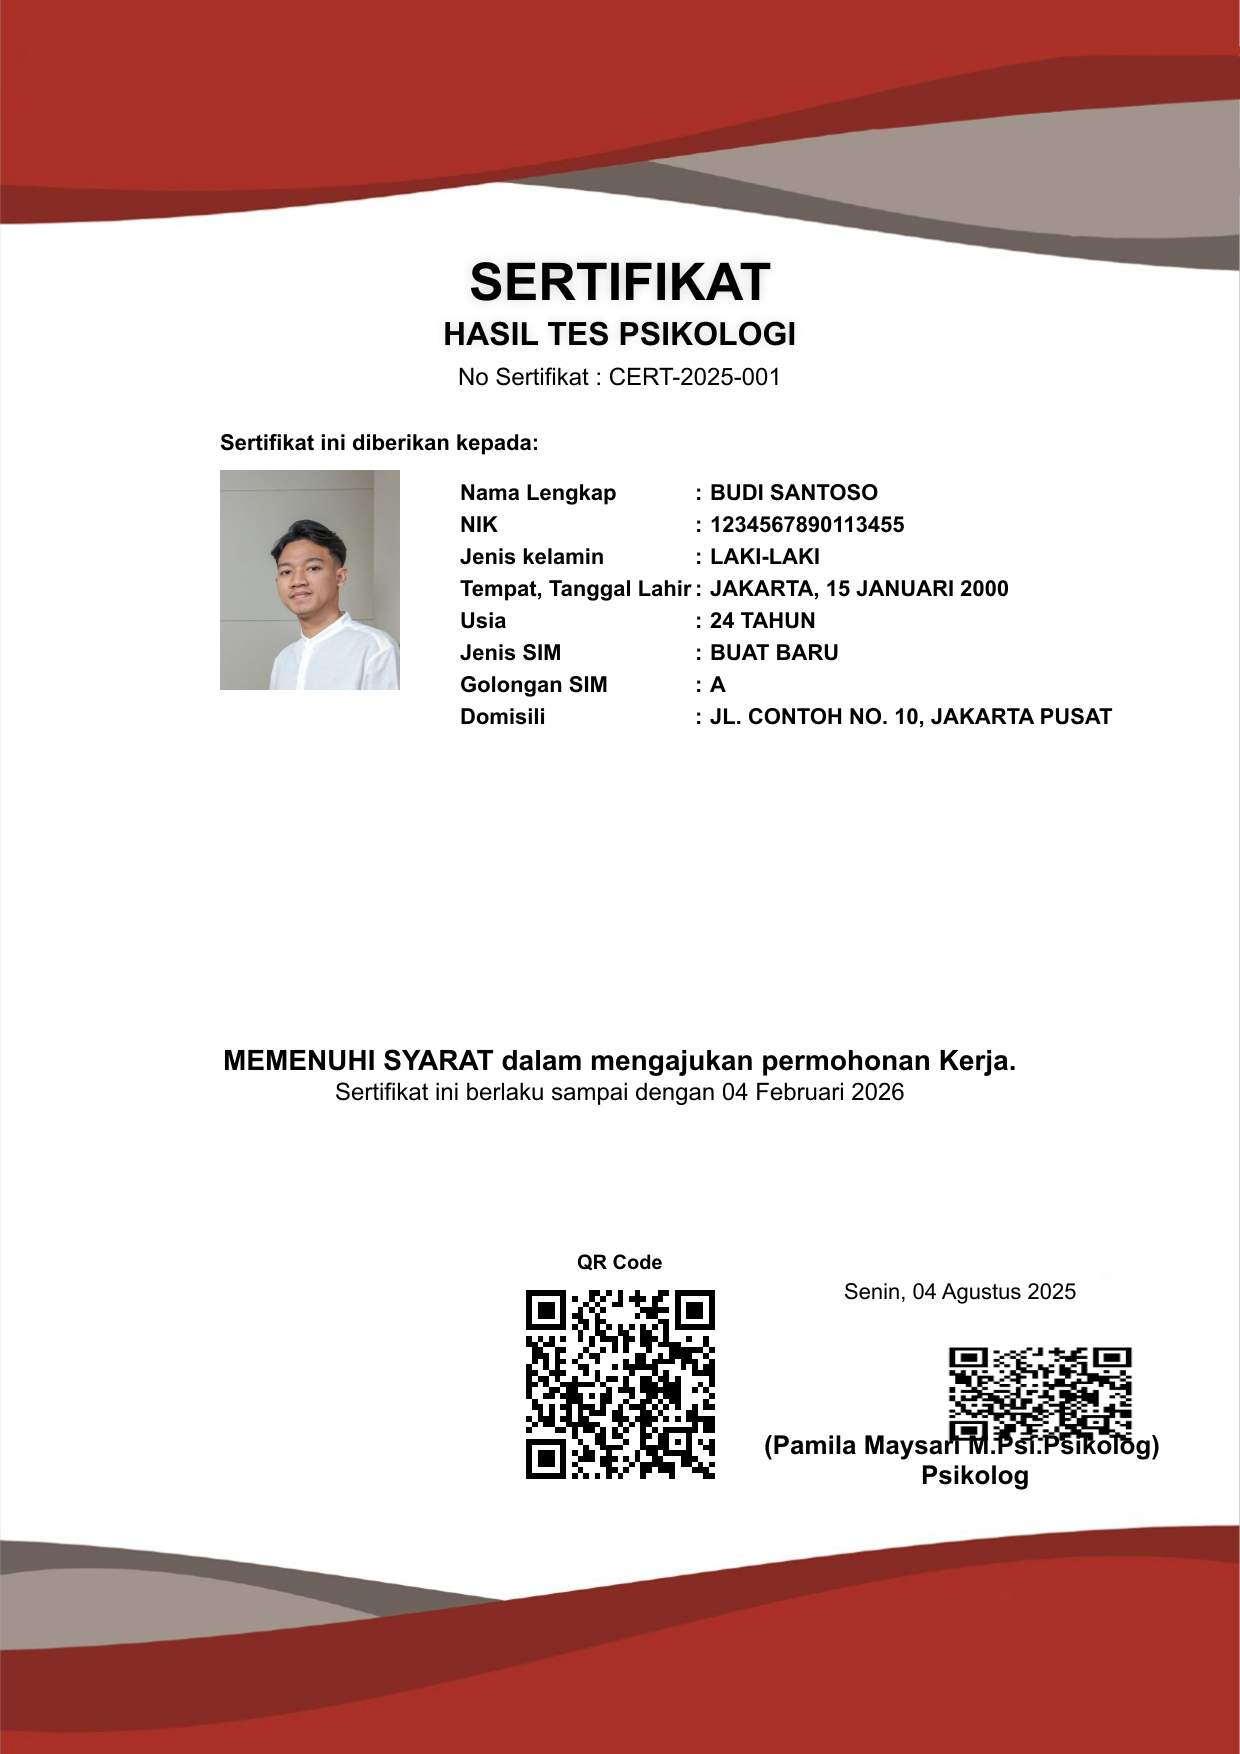 SERTIFIKAT
HASIL TES PSIKOLOGI
No Sertifikat : CERT-2025-001
Sertifikat ini diberikan kepada:
Nama Lengkap : BUDI SANTOSO
NIK : 1234567890113455
Jenis kelamin : LAKI-LAKI
Tempat, Tanggal Lahir : JAKARTA, 15 JANUARI 2000
Usia : 24 TAHUN
Jenis SIM : BUAT BARU
Golongan SIM : A
Domisili : JL. CONTOH NO. 10, JAKARTA PUSAT
MEMENUHI SYARAT dalam mengajukan permohonan Kerja.
Sertifikat ini berlaku sampai dengan 04 Februari 2026
QR Code
Senin, 04 Agustus 2025
(Pamila Maysari M.Psi.Psikolog)
Psikolog